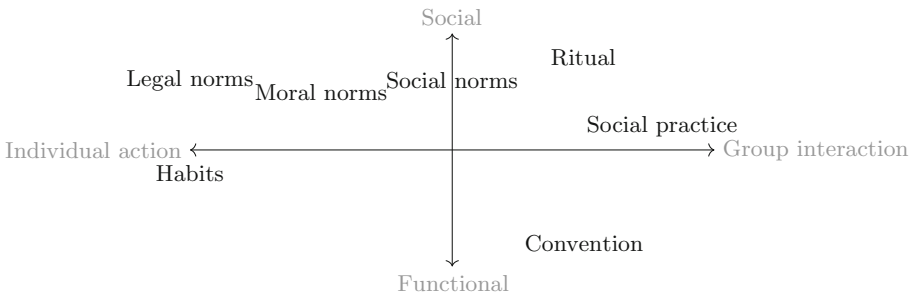 Social
Ritual
Legal norms
Social norms
Moral norms
Social practice
Individual action
Group interaction
Habits
Convention
Functional